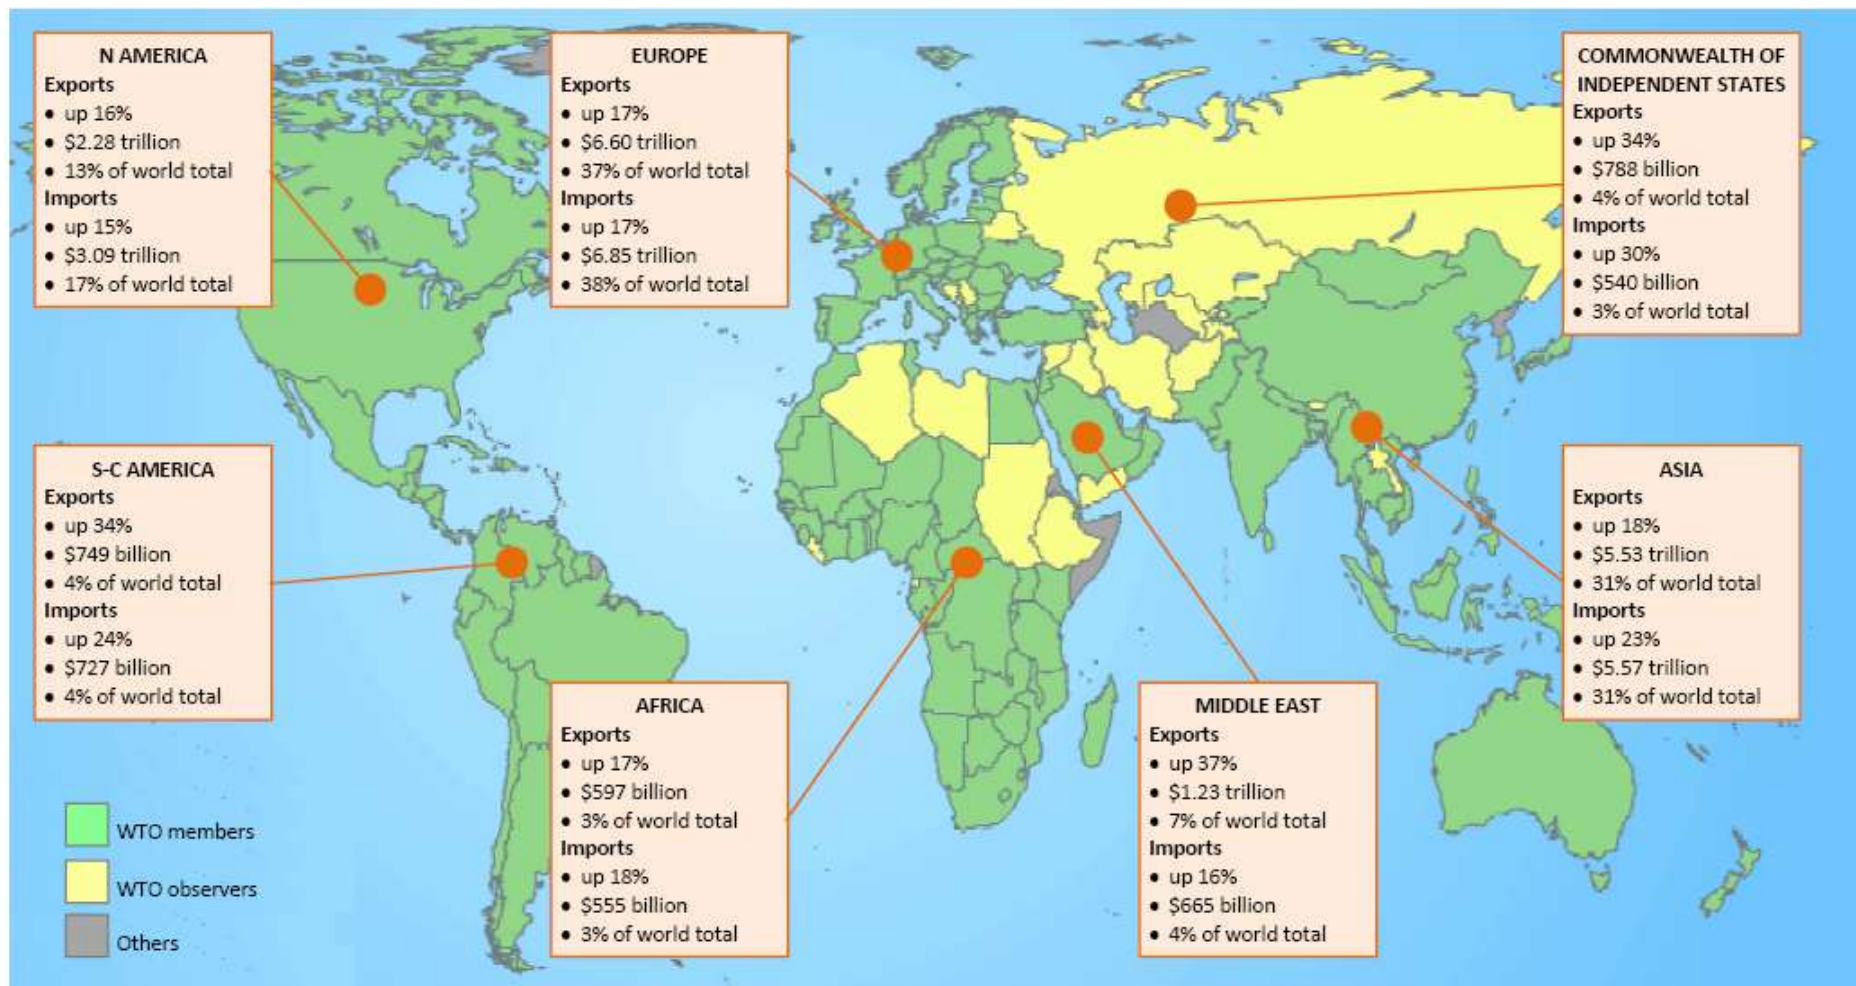 N AMERICA
Exports
• up 16%
• $2.28 trillion
• 13% of world total
Imports
• up 15%
• $3.09 trillion
• 17% of world total
EUROPE
Exports
• up 17%
• $6.60 trillion
• 37% of world total
Imports
• up 17%
• $6.85 trillion
• 38% of world total
COMMONWEALTH OF
INDEPENDENT STATES
Exports
• up 34%
• $788 billion
• 4% of world total
Imports
• up 30%
• $540 billion
• 3% of world total
S-C AMERICA
Exports
• up 34%
• $749 billion
• 4% of world total
Imports
• up 24%
• $727 billion
• 4% of world total
ASIA
Exports
• up 18%
• $5.53 trillion
• 31% of world total
Imports
• up 23%
• $5.57 trillion
• 31% of world total
AFRICA
Exports
• up 17%
• $597 billion
• 3% of world total
Imports
• up 18%
• $555 billion
• 3% of world total
MIDDLE EAST
Exports
• up 37%
• $1.23 trillion
• 7% of world total
Imports
• up 16%
• $665 billion
• 4% of world total
WTO members
WTO observers
Others